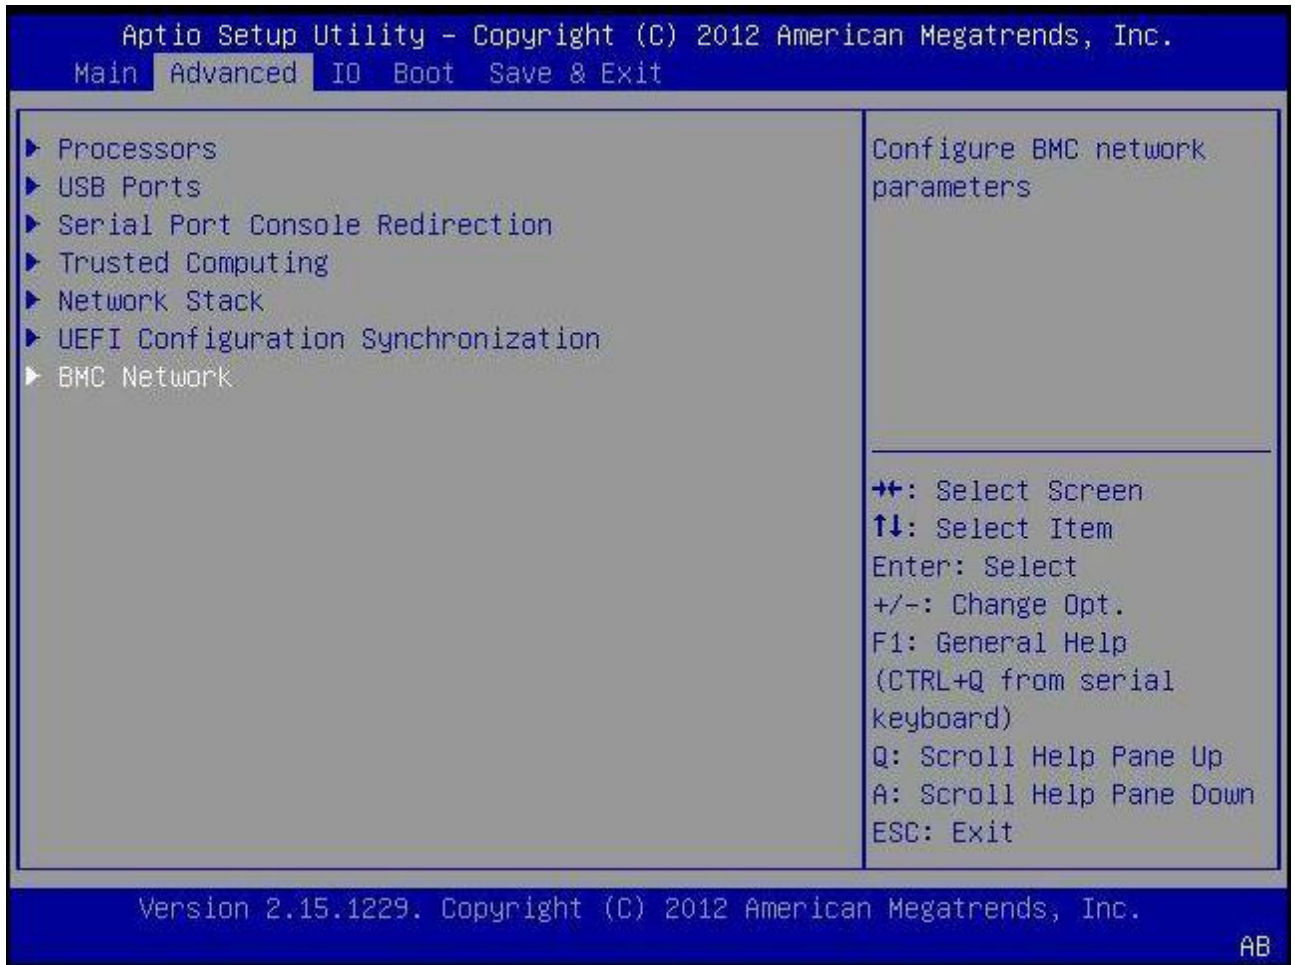 Aptio Setup Utility – Copyright (C) 2012 American Megatrends, Inc.
Main Advanced IO Boot Save & Exit
▶ Processors
▶ USB Ports
▶ Serial Port Console Redirection
▶ Trusted Computing
▶ Network Stack
▶ UEFI Configuration Synchronization
▶ BMC Network
Configure BMC network
parameters
→←: Select Screen
↑↓: Select Item
Enter: Select
+/-: Change Opt.
F1: General Help
(CTRL+Q from serial
keyboard)
Q: Scroll Help Pane Up
A: Scroll Help Pane Down
ESC: Exit
Version 2.15.1229. Copyright (C) 2012 American Megatrends, Inc.
AB